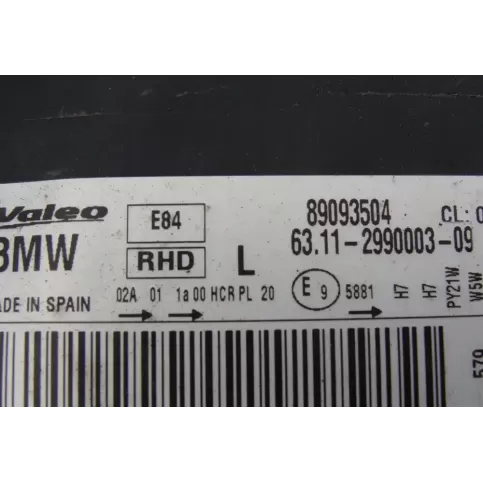 Valeo E84 89093504 CL: 0
BMW RHD L 63.11-2990003-09
MADE IN SPAIN 02A 01 1a 00 HCR PL 20 E 9 5881 H7 H7 PY21W W5W
579